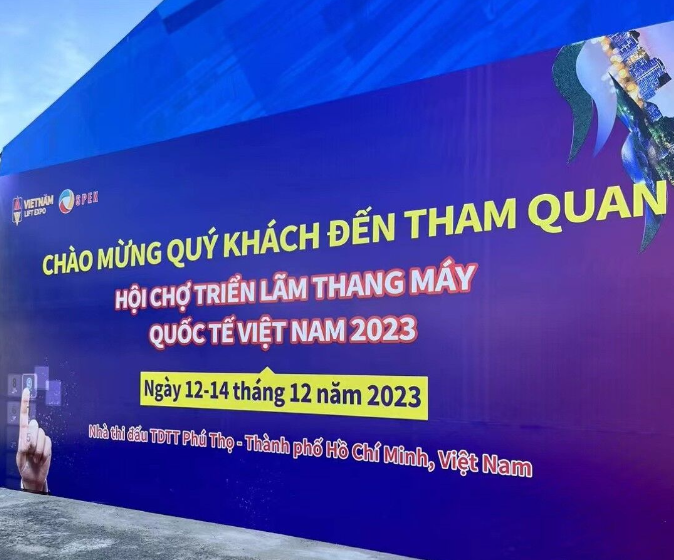 VIETNAM
LIFT EXPO
SPEX
CHÀO MỪNG QUÝ KHÁCH ĐẾN THAM QUAN
HỘI CHỢ TRIỂN LÃM THANG MÁY
QUỐC TẾ VIỆT NAM 2023
Ngày 12-14 tháng 12 năm 2023
Nhà thi đấu TDTT Phú Thọ - Thành phố Hồ Chí Minh, Việt Nam